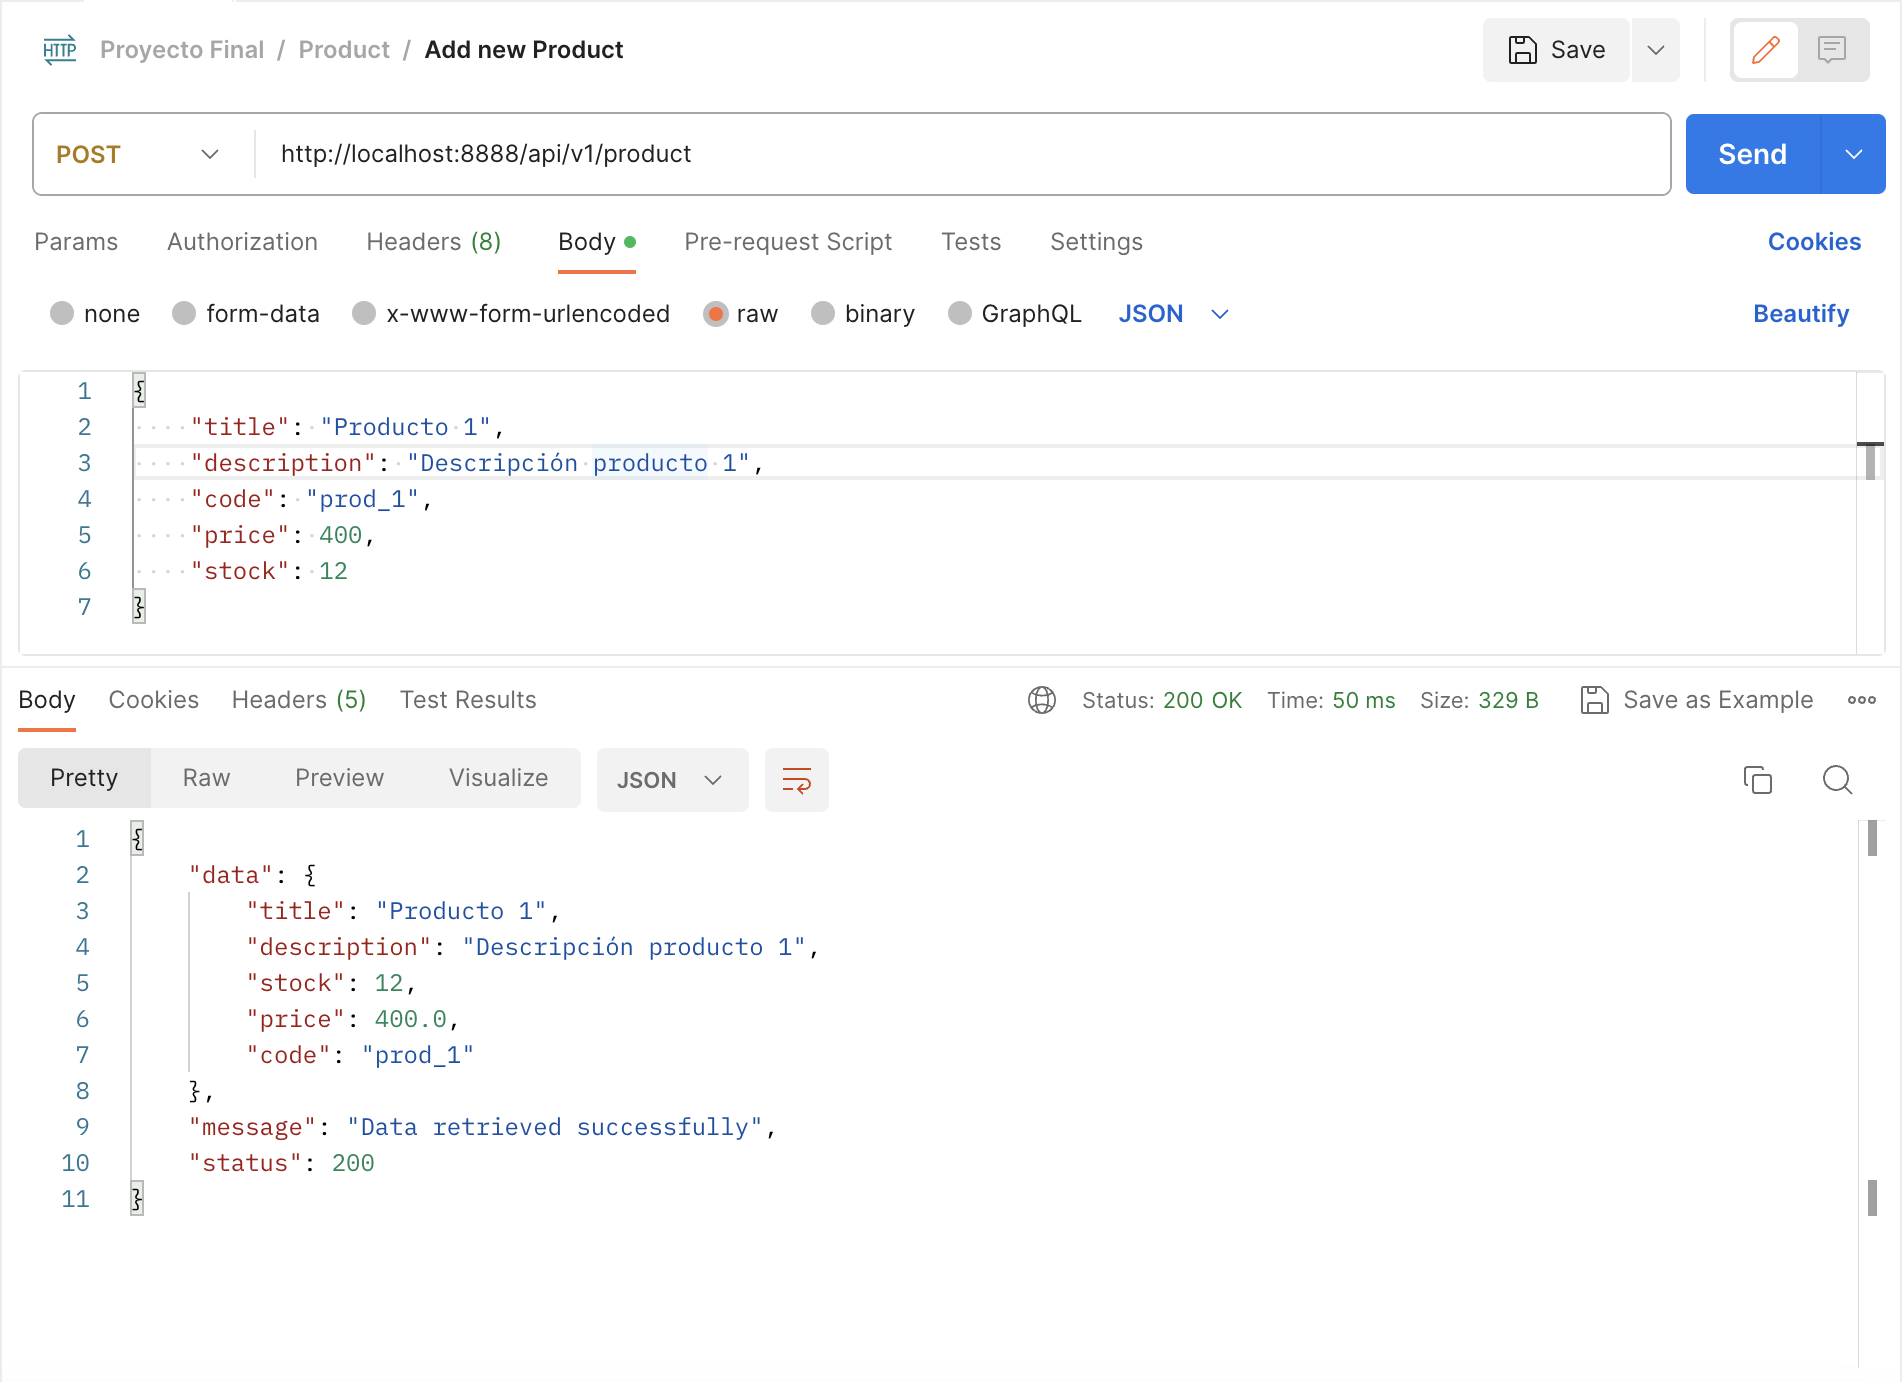 HTTP Proyecto Final / Product / Add new Product Save
POST http://localhost:8888/api/v1/product Send
Params Authorization Headers (8) Body Pre-request Script Tests Settings Cookies
none form-data x-www-form-urlencoded raw binary GraphQL JSON Beautify
1 {
2 "title": "Producto 1",
3 "description": "Descripción producto 1",
4 "code": "prod_1",
5 "price": 400,
6 "stock": 12
7 }
Body Cookies Headers (5) Test Results Status: 200 OK Time: 50 ms Size: 329 B Save as Example
Pretty Raw Preview Visualize JSON
1 {
2 "data": {
3 "title": "Producto 1",
4 "description": "Descripción producto 1",
5 "stock": 12,
6 "price": 400.0,
7 "code": "prod_1"
8 },
9 "message": "Data retrieved successfully",
10 "status": 200
11 }